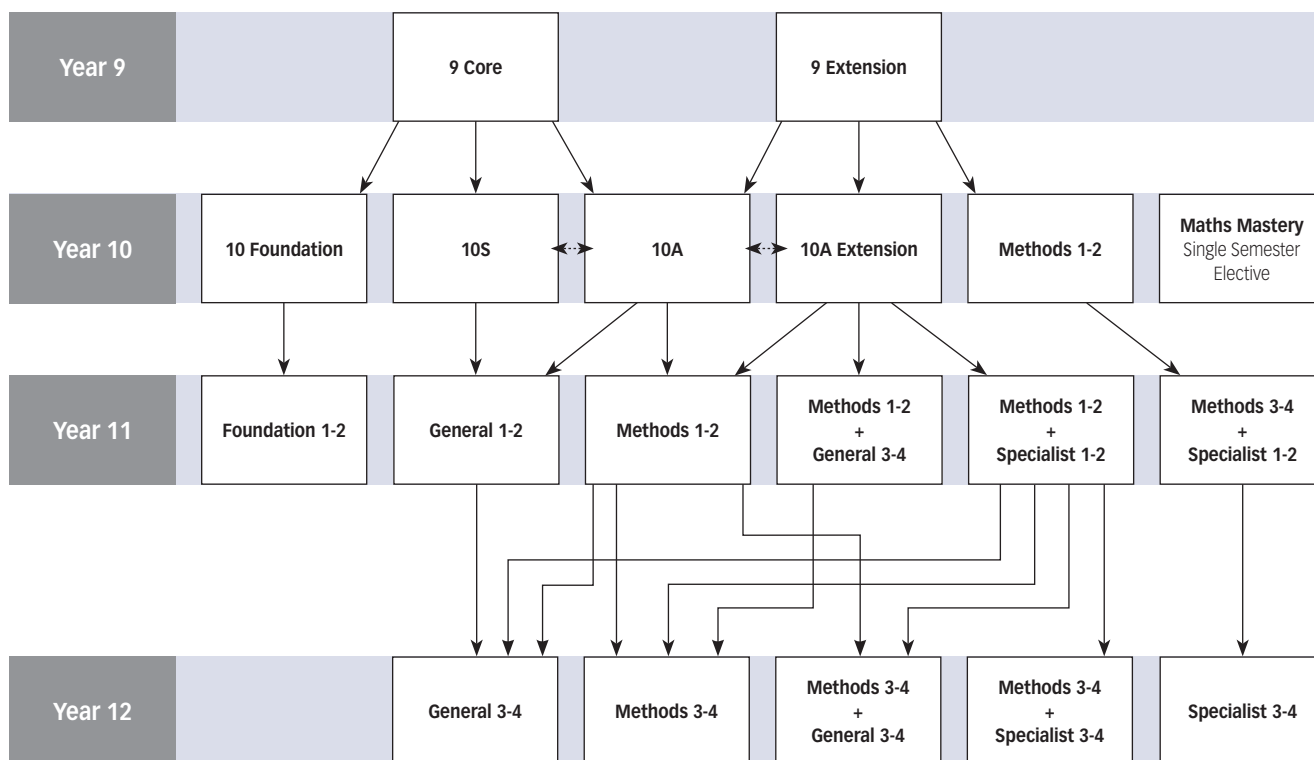 Year 9
9 Core
9 Extension
Year 10
10 Foundation
10S
10A
10A Extension
Methods 1-2
Maths Mastery
Single Semester
Elective
Year 11
Foundation 1-2
General 1-2
Methods 1-2
Methods 1-2
+
General 3-4
Methods 1-2
+
Specialist 1-2
Methods 3-4
+
Specialist 1-2
Year 12
General 3-4
Methods 3-4
Methods 3-4
+
General 3-4
Methods 3-4
+
Specialist 3-4
Specialist 3-4